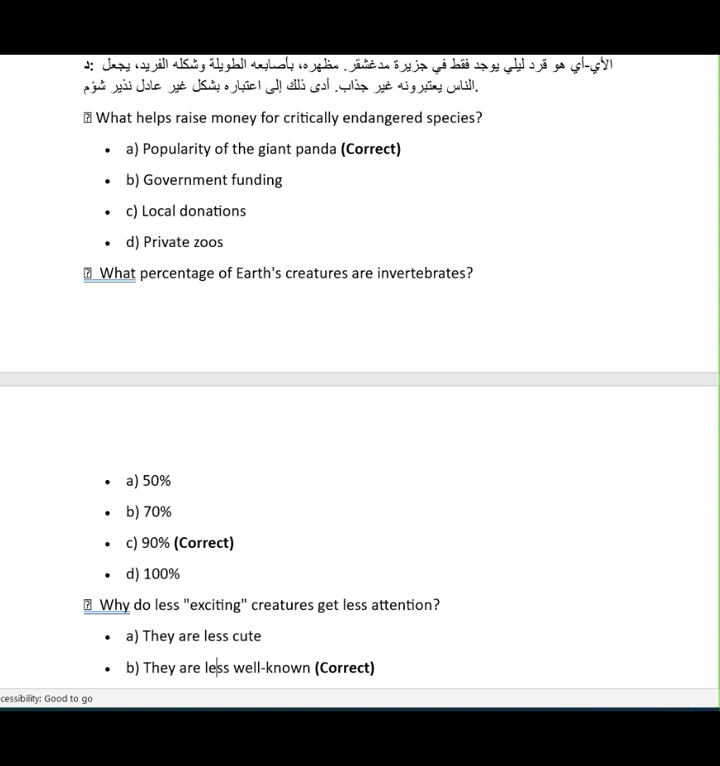 د: الأي-أي هو قرد ليلي يوجد فقط في جزيرة مدغشقر. مظهره، بأصابعه الطويلة وشكله الفريد، يجعل
الناس يعتبرونه غير جذاب. أدى ذلك إلى اعتباره بشكل غير عادل نذير شؤم.
What helps raise money for critically endangered species?
• a) Popularity of the giant panda (Correct)
• b) Government funding
• c) Local donations
• d) Private zoos
What percentage of Earth's creatures are invertebrates?
• a) 50%
• b) 70%
• c) 90% (Correct)
• d) 100%
Why do less "exciting" creatures get less attention?
• a) They are less cute
• b) They are less well-known (Correct)
cessibility: Good to go